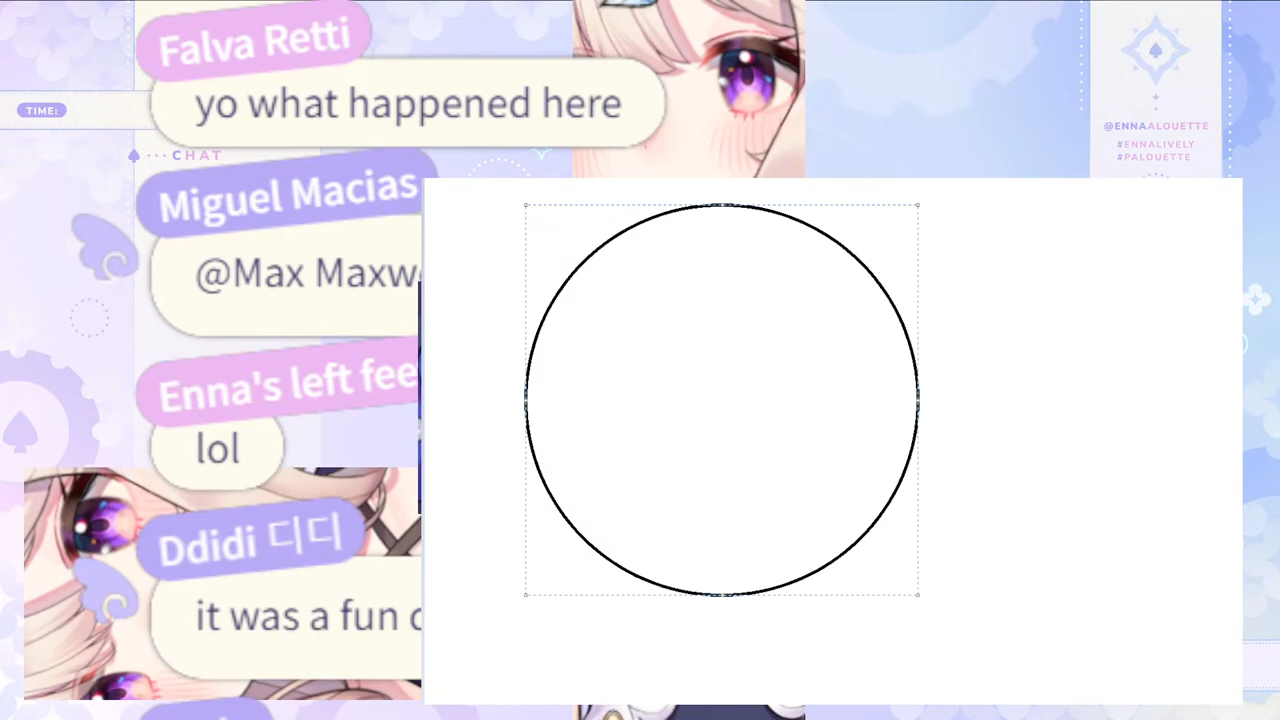 Falva Retti
yo what happened here
TIME:
CHAT
Miguel Macias
@Max Maxw
Enna's left fee
lol
Ddidi 디디
it was a fun
@ENNAALOUETTE
#ENNALIVELY
#PALOUETTE